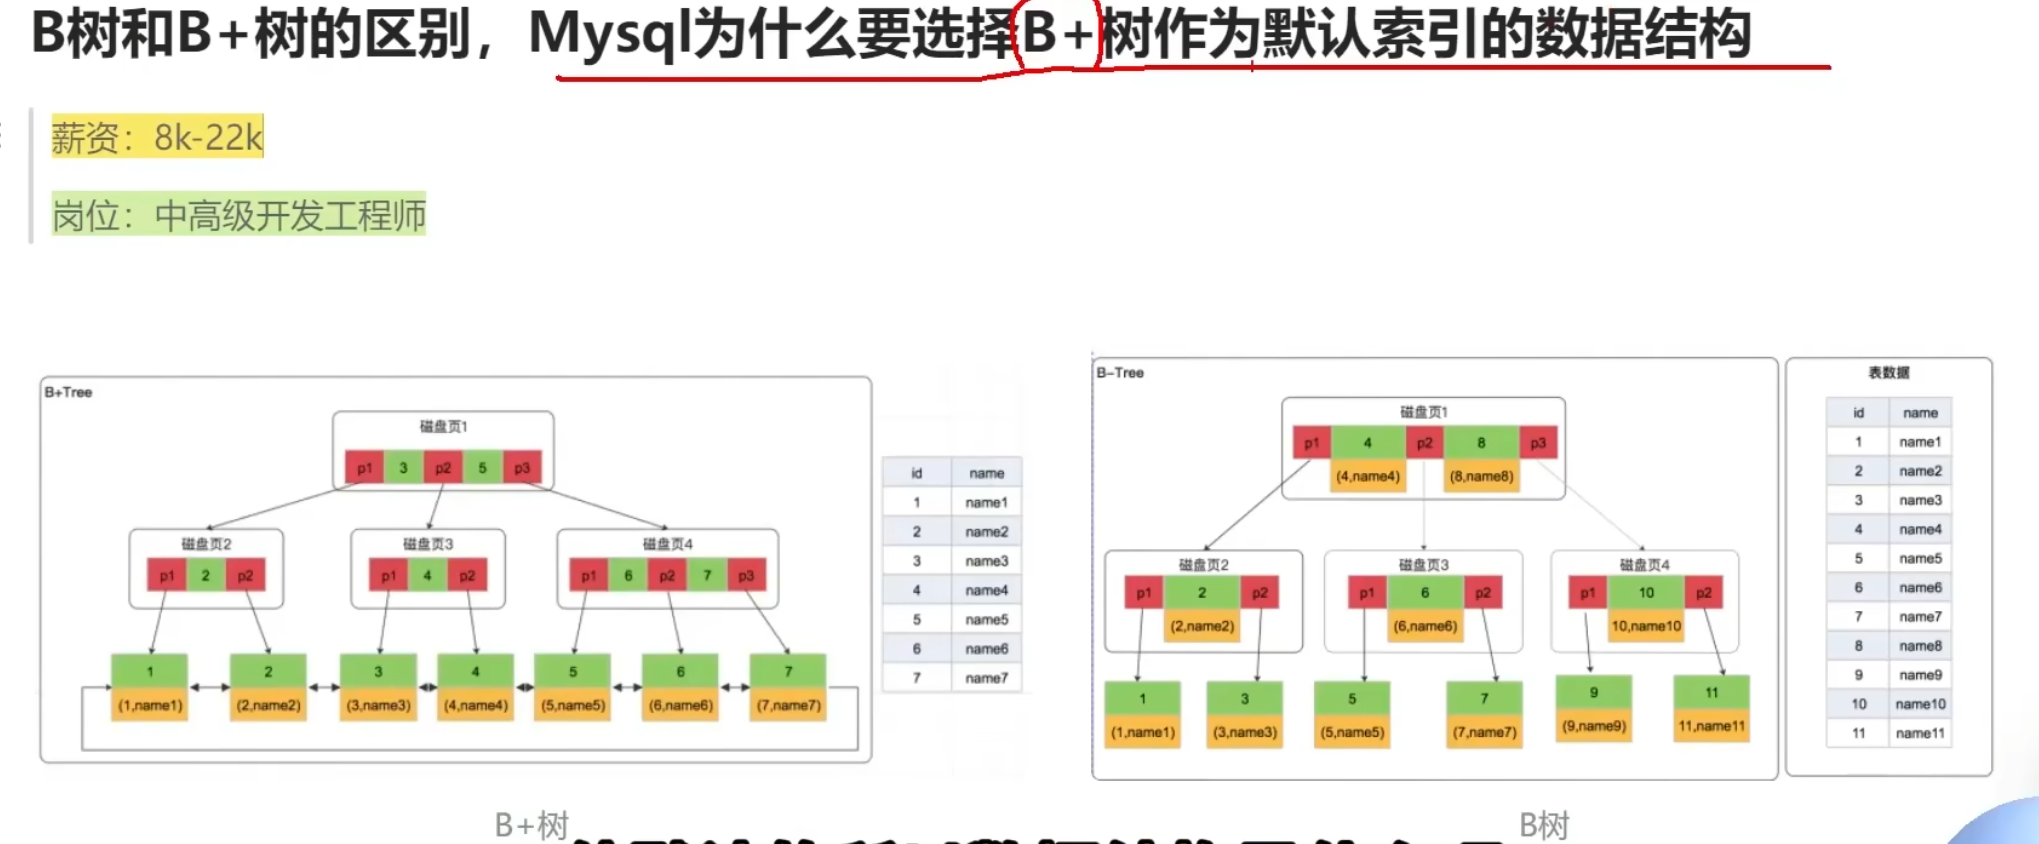 B树和B+树的区别，Mysql为什么要选择B+树作为默认索引的数据结构
薪资：8k-22k
岗位：中高级开发工程师
B+Tree
磁盘页1
p1 3 p2 5 p3
磁盘页2 磁盘页3 磁盘页4
p1 2 p2 p1 4 p2 p1 6 p2 7 p3
1 2 3 4 5 6 7
(1,name1) (2,name2) (3,name3) (4,name4) (5,name5) (6,name6) (7,name7)
id name
1 name1
2 name2
3 name3
4 name4
5 name5
6 name6
7 name7
B+树
B-Tree
磁盘页1
p1 4 p2 8 p3
(4,name4) (8,name8)
磁盘页2 磁盘页3 磁盘页4
p1 2 p2 p1 6 p2 p1 10 p2
(2,name2) (6,name6) 10,name10
1 3 5 7 9 11
(1,name1) (3,name3) (5,name5) (7,name7) (9,name9) 11,name11
表数据
id name
1 name1
2 name2
3 name3
4 name4
5 name5
6 name6
7 name7
8 name8
9 name9
10 name10
11 name11
B树